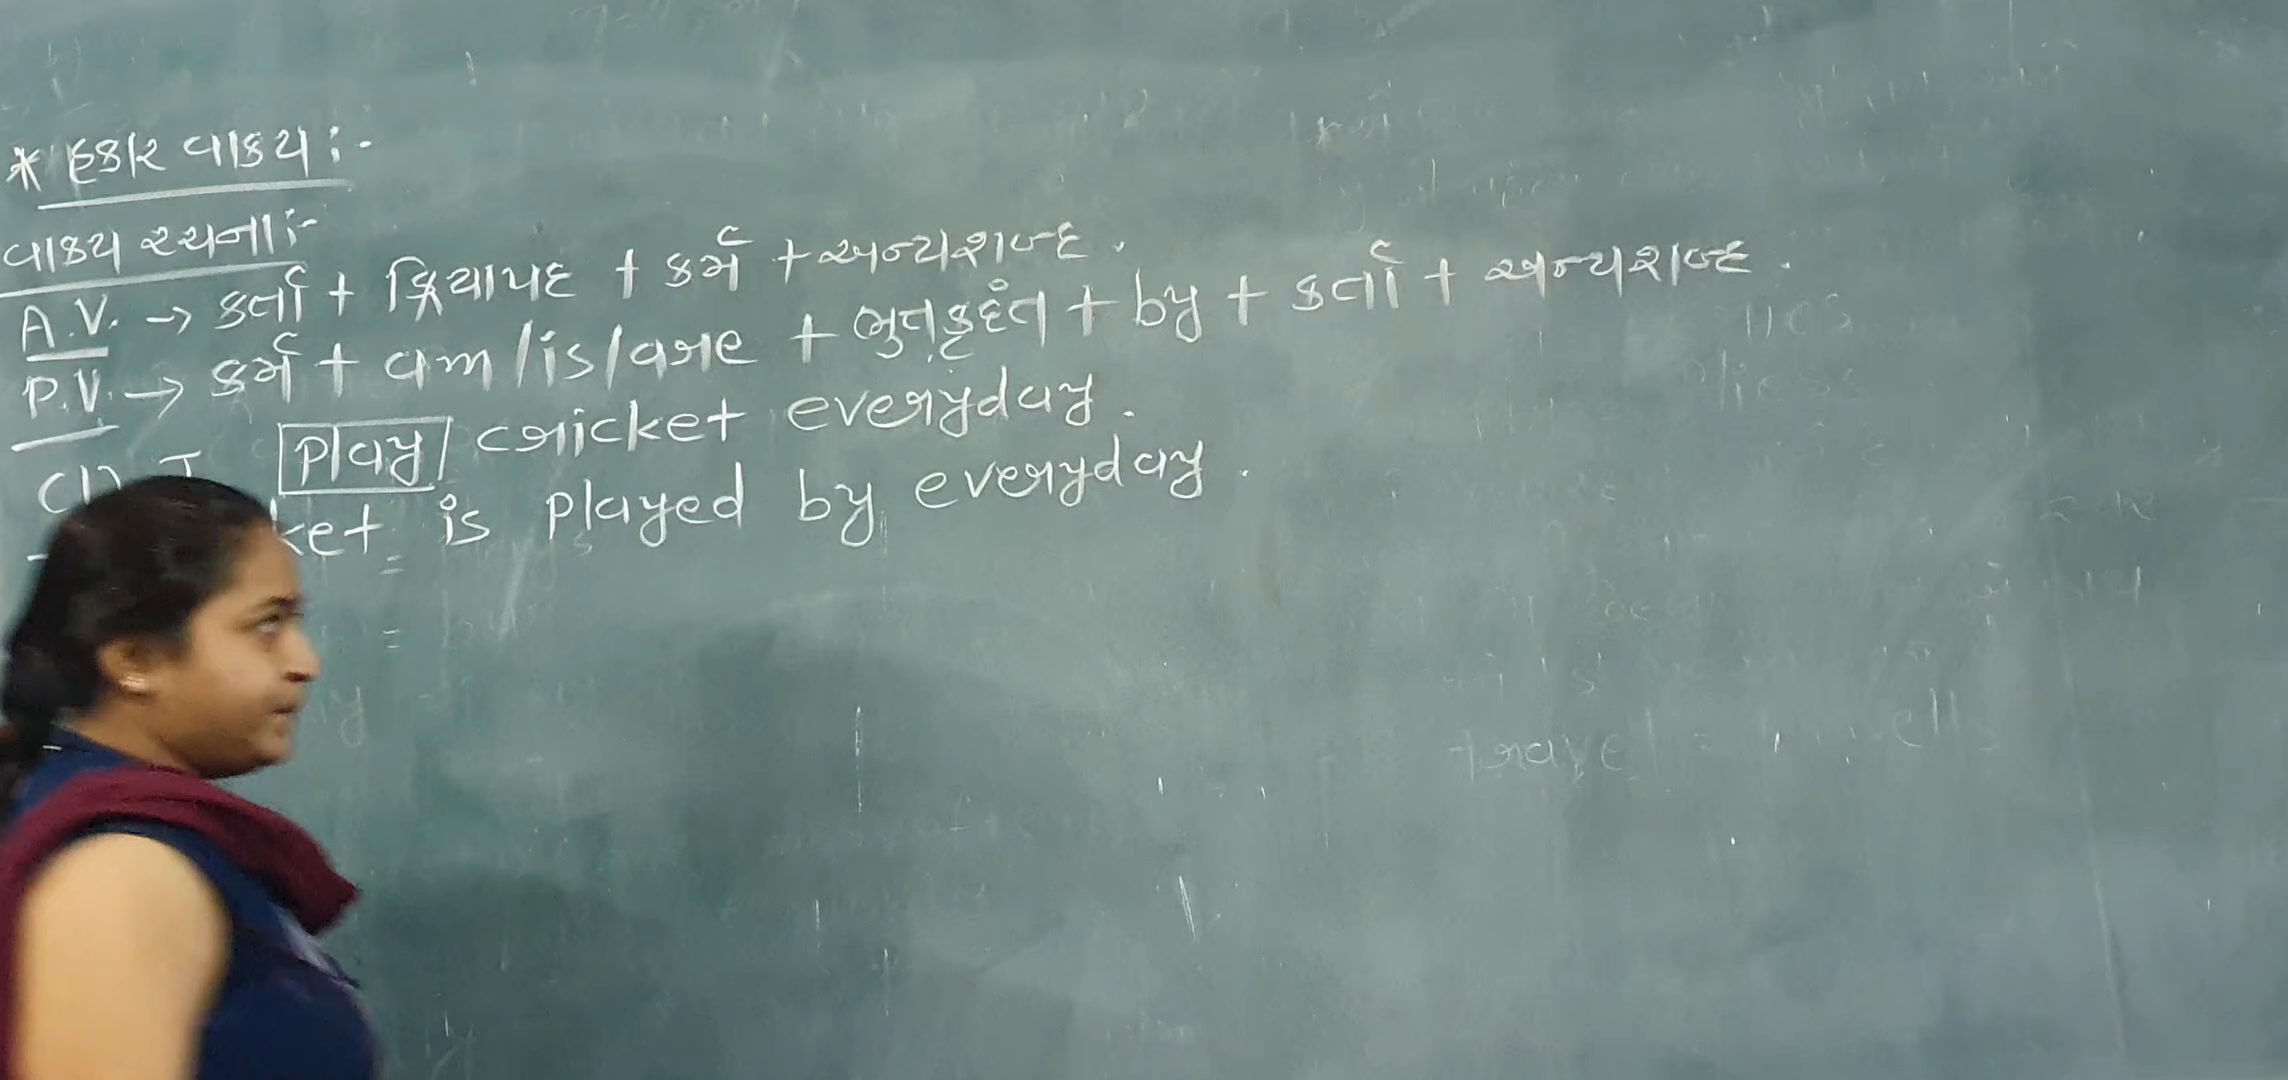 * હકાર વાક્ય :-
વાક્ય રચના :-
A.V. → કર્તા + ક્રિયાપદ + કર્મ + અન્યશબ્દ.
P.V. → કર્મ + am/is/are + ભુતકૃદંત + by + કર્તા + અન્યશબ્દ.
(1) I play cricket everyday.
ket is played by everyday.